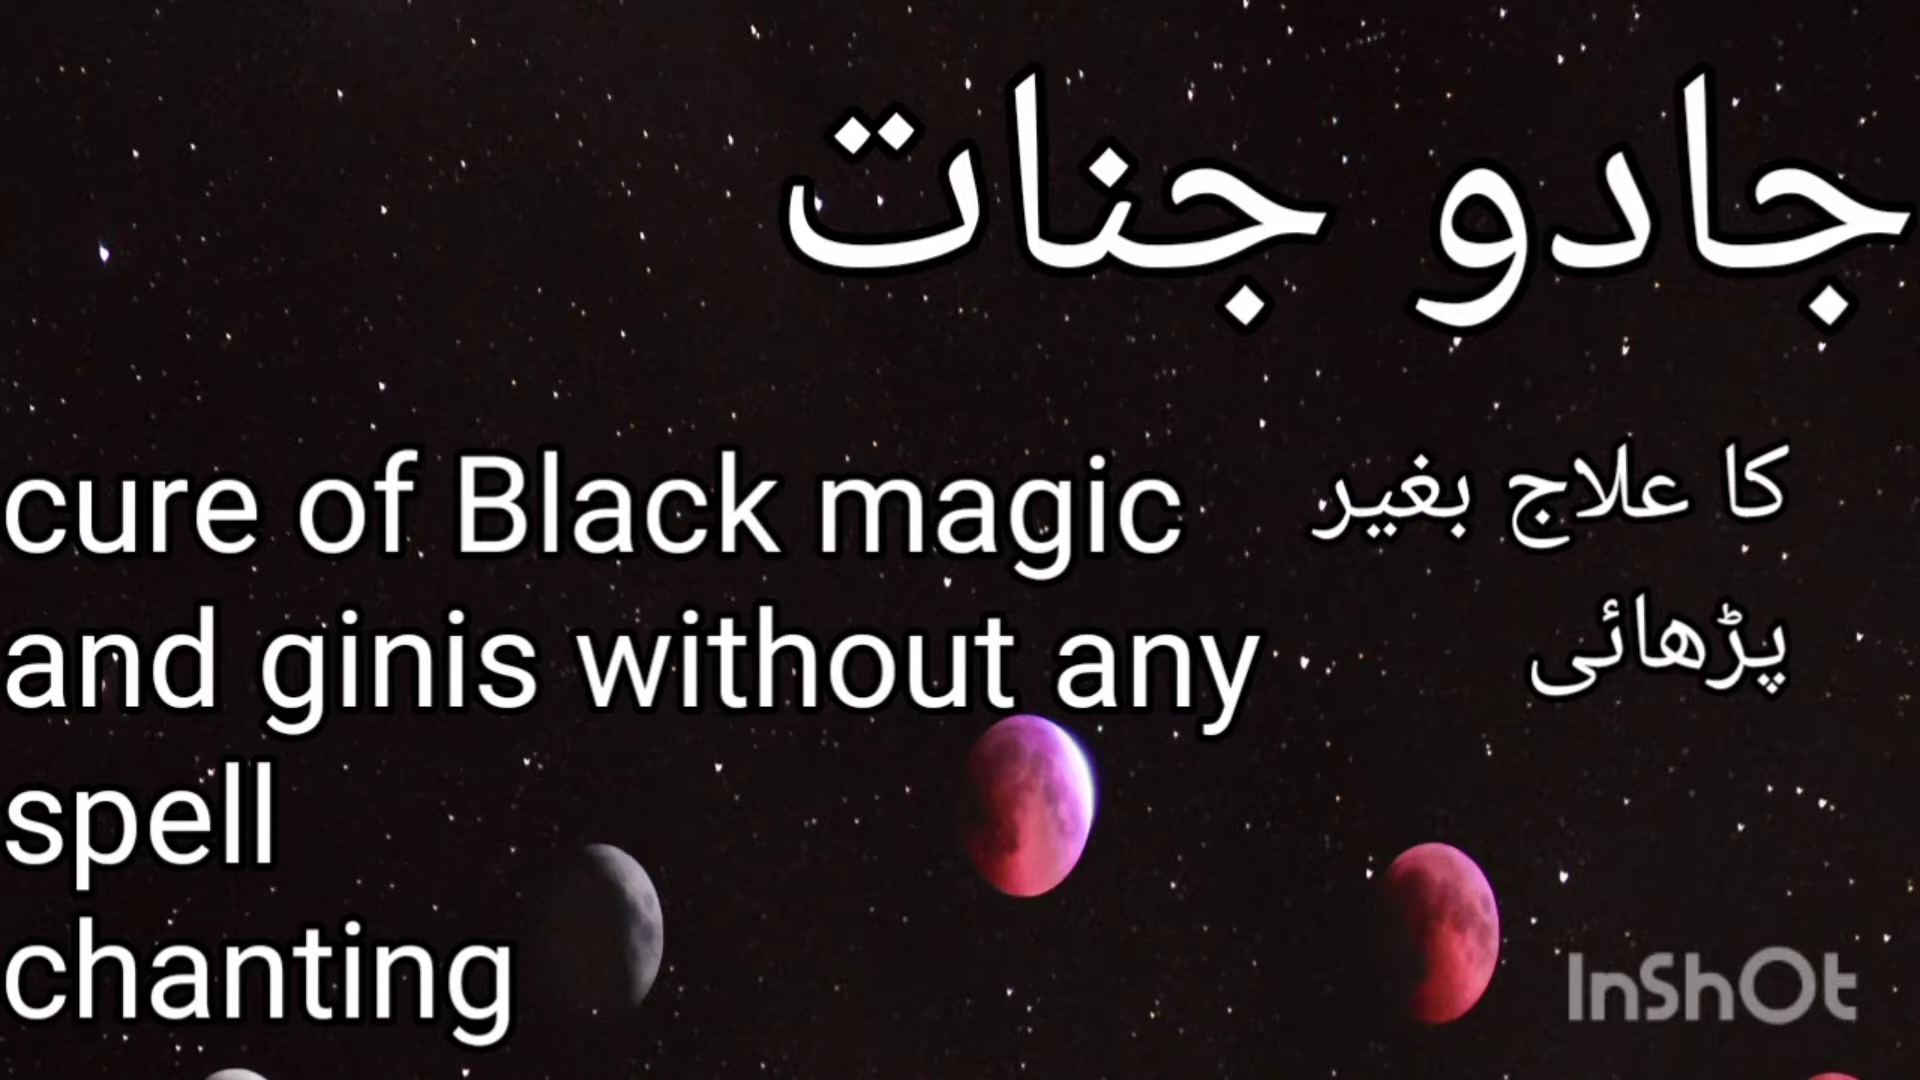 جادو جنات
کا علاج بغیر
پڑھائی
cure of Black magic
and ginis without any
spell
chanting
InShOt